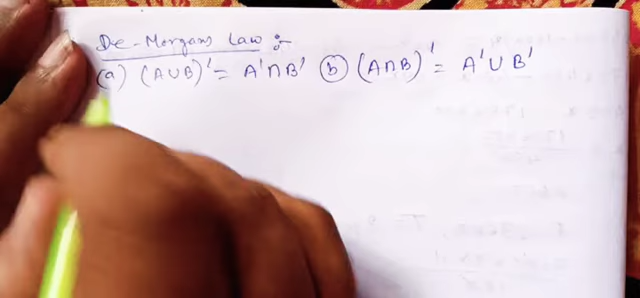 De-Morgans Law :-
(a) (A∪B)' = A'∩B' (b) (A∩B)' = A'∪B'